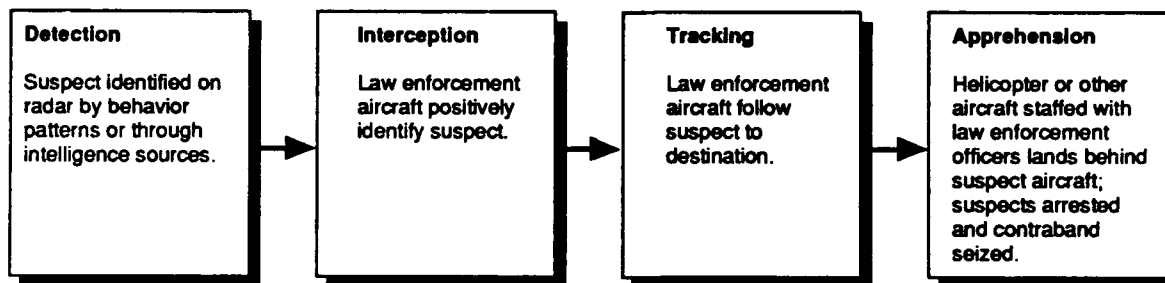 Detection
Suspect identified on
radar by behavior
patterns or through
intelligence sources.
Interception
Law enforcement
aircraft positively
identify suspect.
Tracking
Law enforcement
aircraft follow
suspect to
destination.
Apprehension
Helicopter or other
aircraft staffed with
law enforcement
officers lands behind
suspect aircraft;
suspects arrested
and contraband
seized.